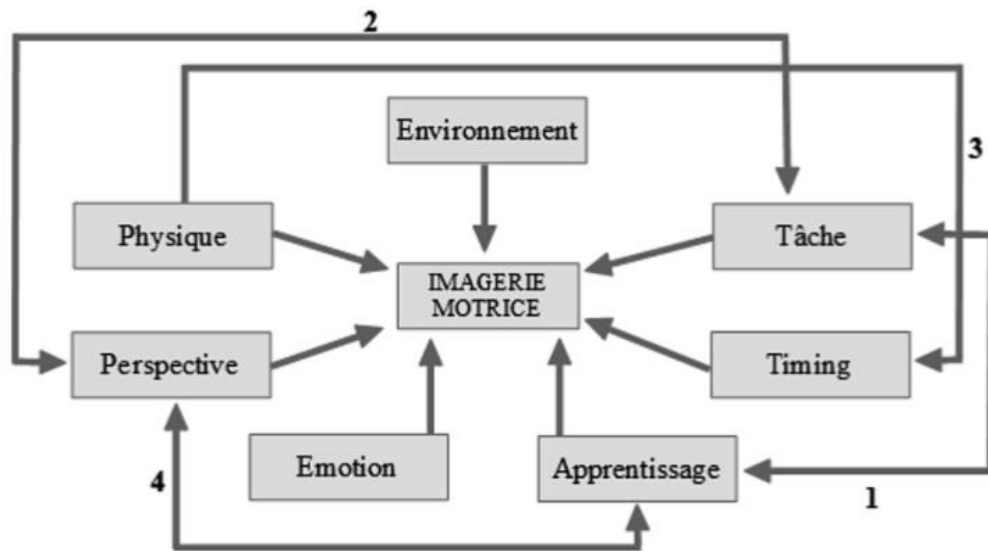 2
Environnement
3
Physique
Tâche
IMAGERIE
MOTRICE
Perspective
Timing
Emotion
Apprentissage
4
1